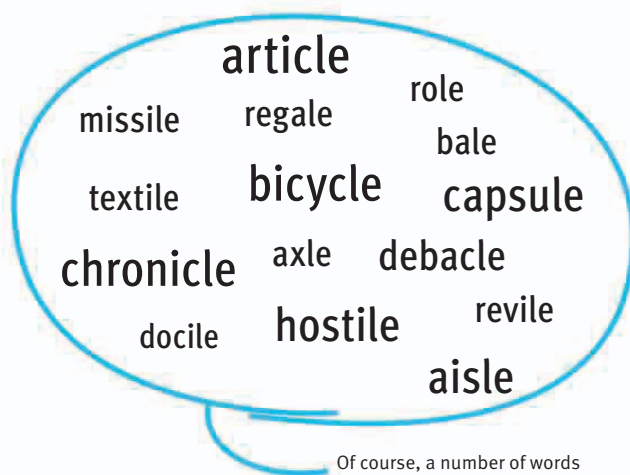 article
role
missile
regale
bale
textile
bicycle
capsule
chronicle
axle
debacle
docile
hostile
revile
aisle
Of course, a number of words